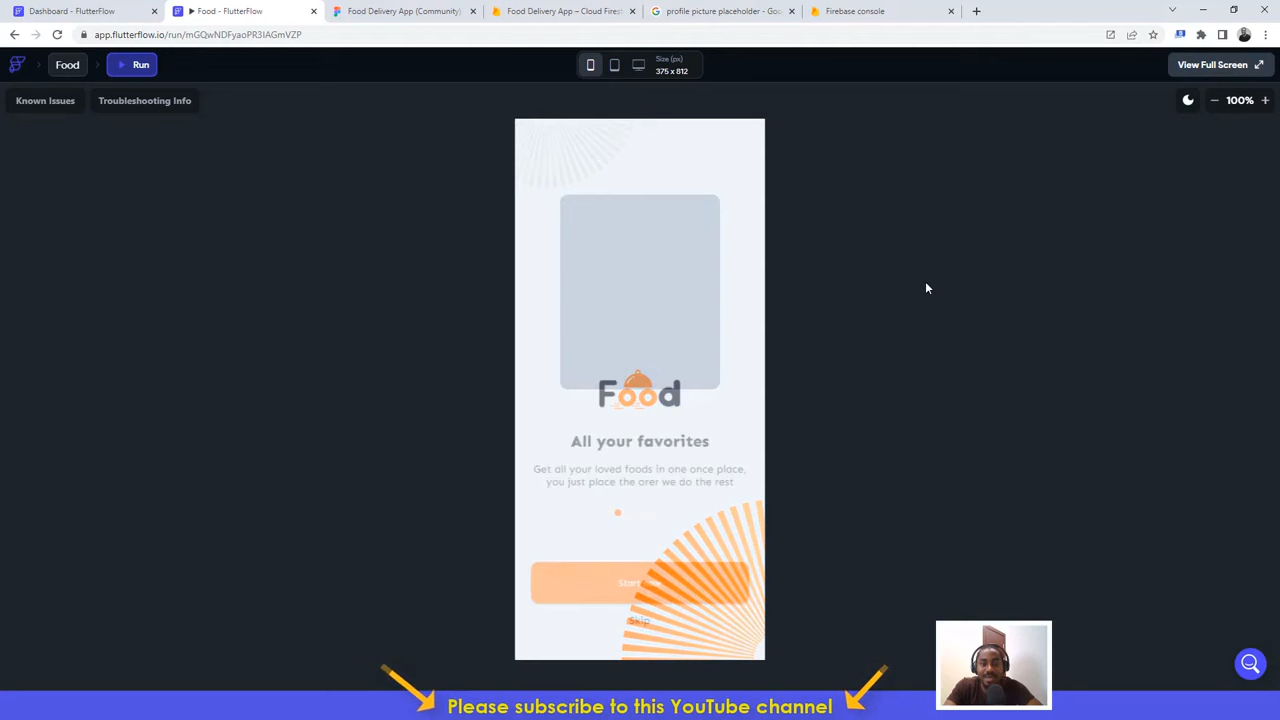 Dashboard - FlutterFlow
Food - FlutterFlow
Food Delivery App (Community)
Food Delivery App – Cloud Firest
profile picture placeholder - Goo
Firebase console
app.flutterflow.io/run/mGQwNDFyaoPR3IAGmVZP
Food
Run
Size (px)
375 x 812
View Full Screen
Known Issues
Troubleshooting Info
100%
Food
All your favorites
Get all your loved foods in one once place,
you just place the orer we do the rest
Skip
Please subscribe to this YouTube channel